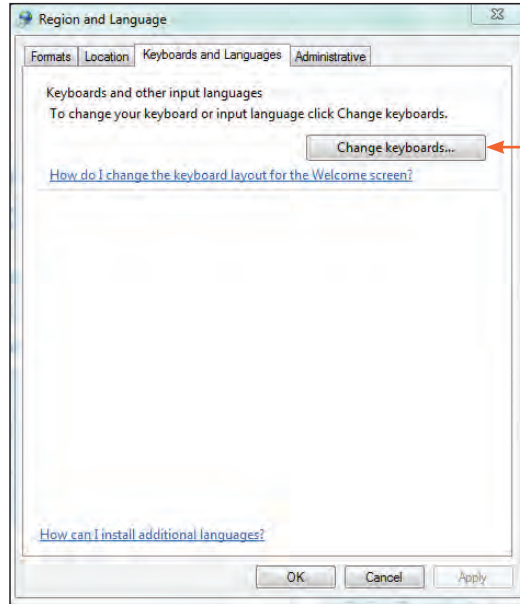 Region and Language
Formats Location Keyboards and Languages Administrative
Keyboards and other input languages
To change your keyboard or input language click Change keyboards.
Change keyboards...
How do I change the keyboard layout for the Welcome screen?
How can I install additional languages?
OK Cancel Apply